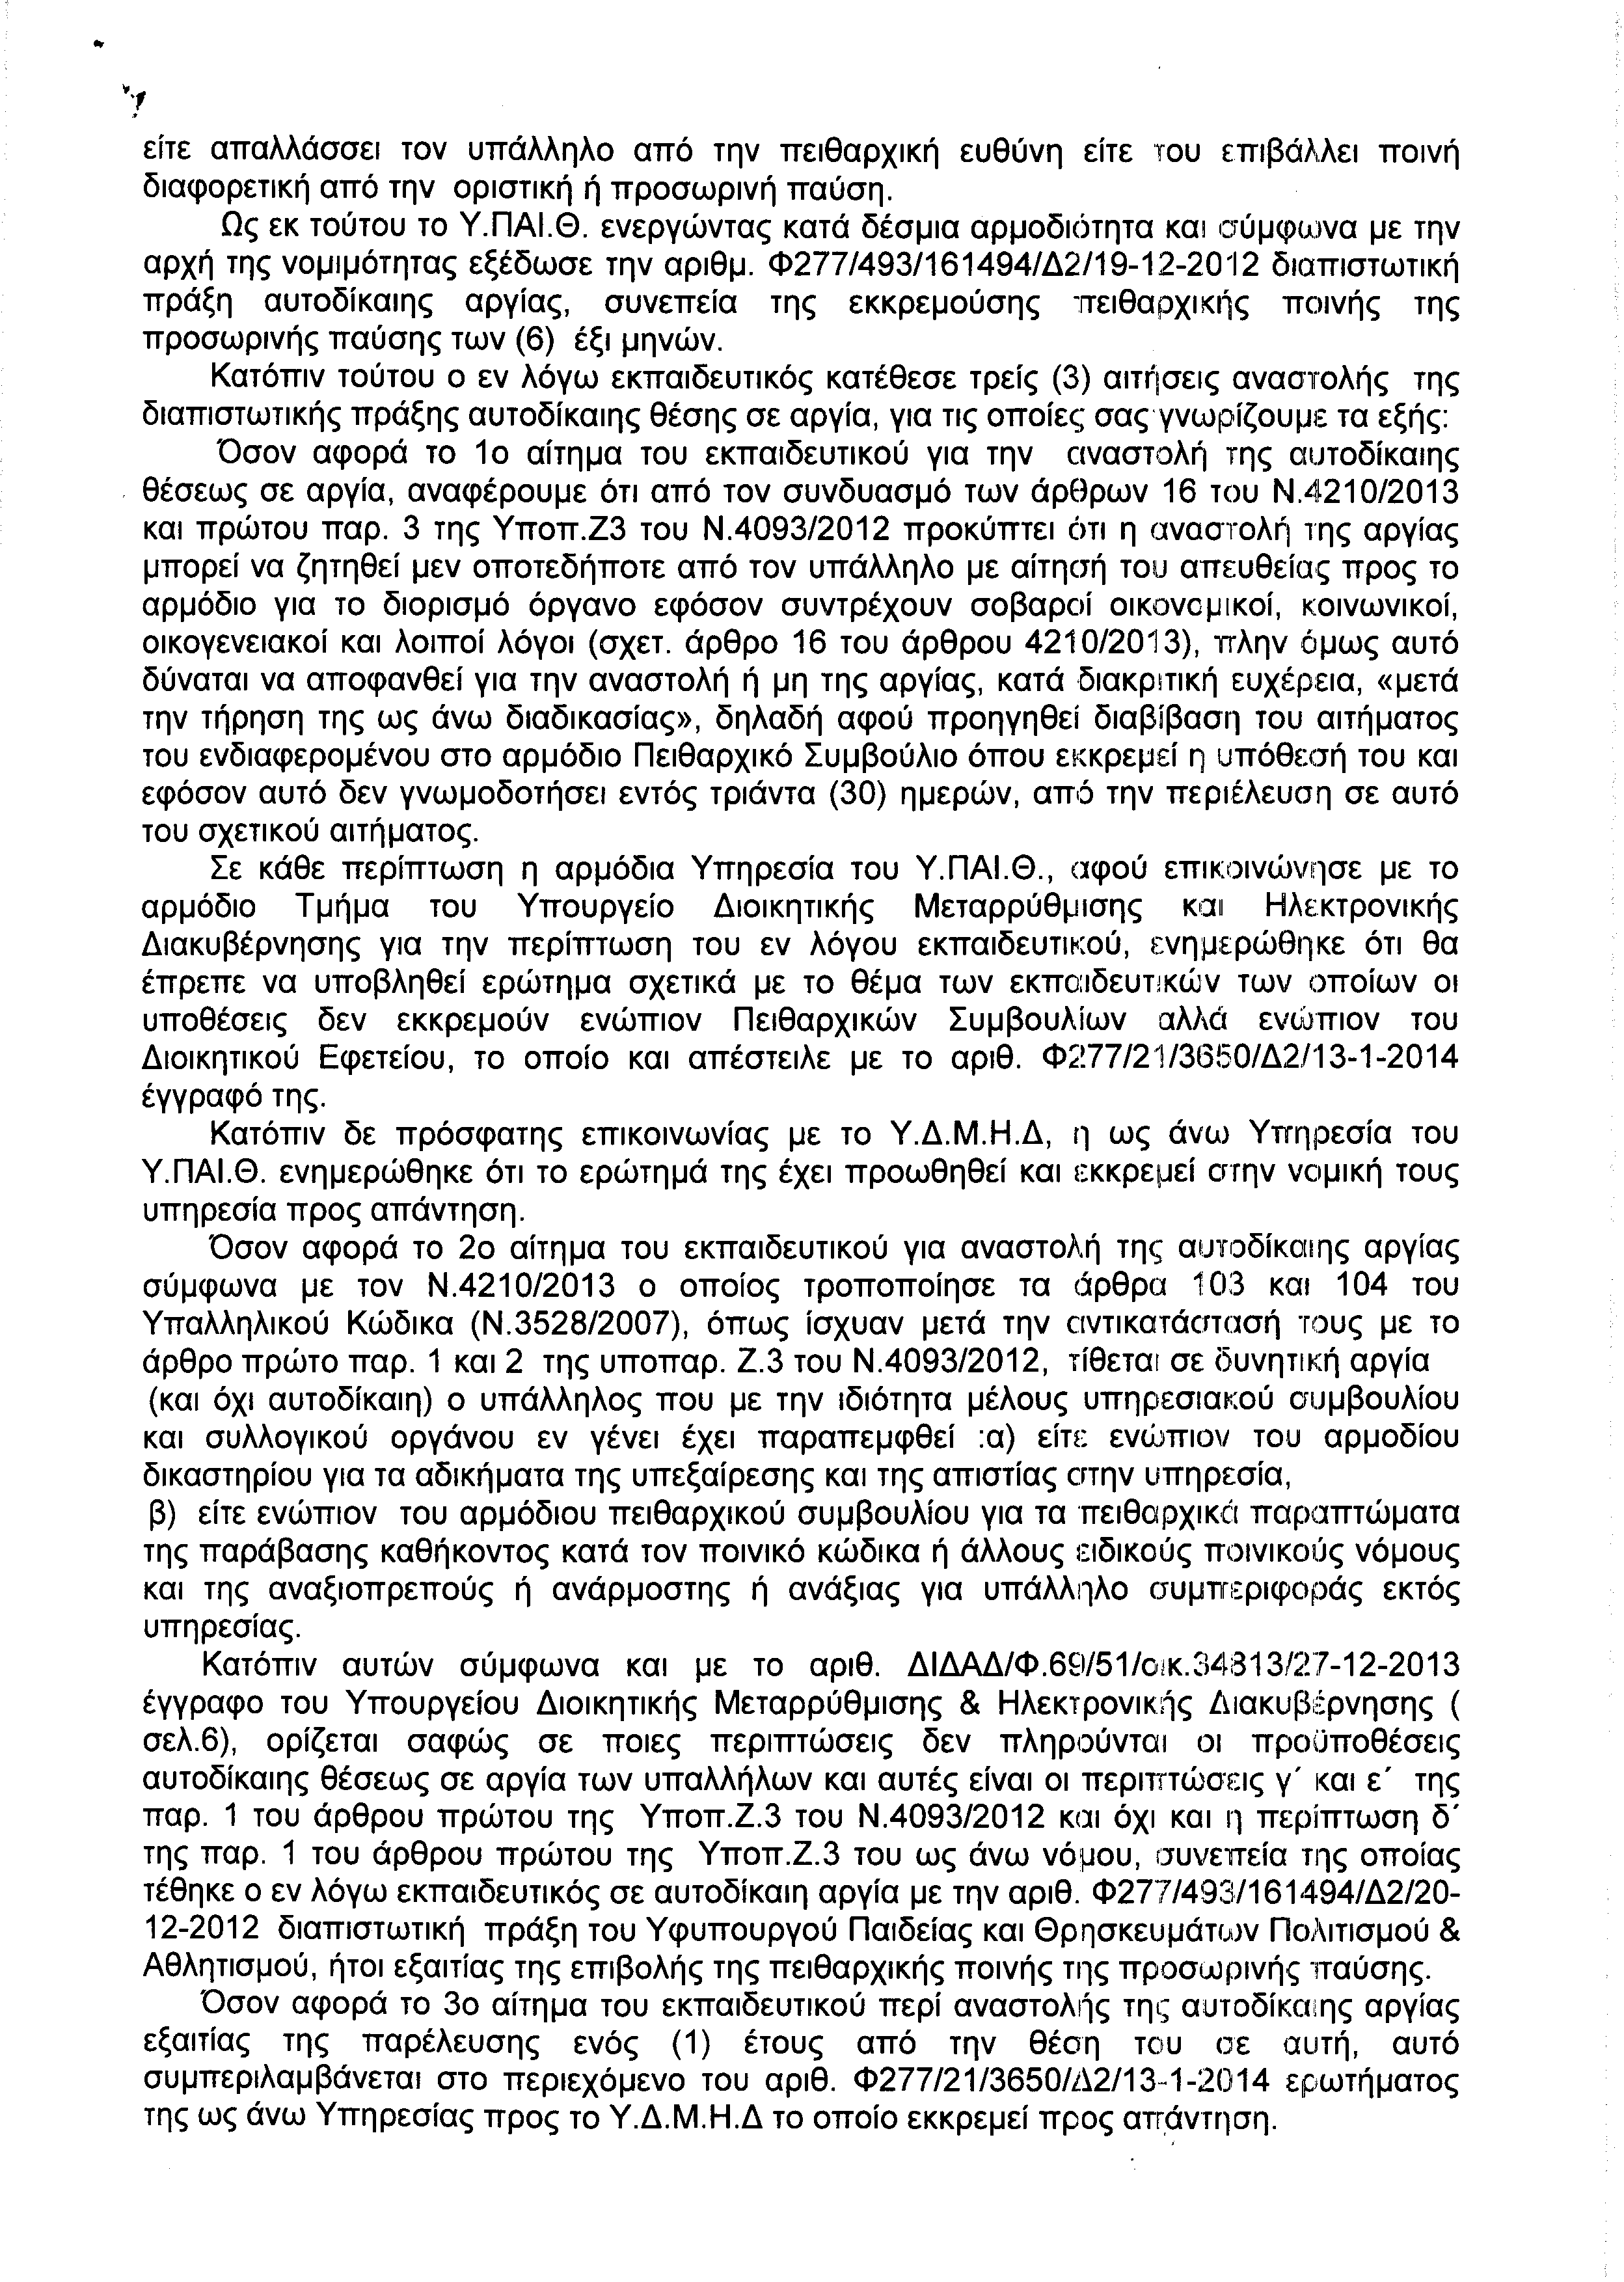 είτε απαλλάσσει τον υπάλληλο από την πειθαρχική ευθύνη είτε του επιβάλλει ποινή
διαφορετική από την οριστική ή προσωρινή παύση.
Ως εκ τούτου το Υ.ΠΑΙ.Θ. ενεργώντας κατά δέσμια αρμοδιότητα και σύμφωνα με την
αρχή της νομιμότητας εξέδωσε την αριθμ. Φ277/493/161494/Δ2/19-12-2012 διαπιστωτική
πράξη αυτοδίκαιης αργίας, συνεπεία της εκκρεμούσης πειθαρχικής ποινής της
προσωρινής παύσης των (6) έξι μηνών.
Κατόπιν τούτου ο εν λόγω εκπαιδευτικός κατέθεσε τρείς (3) αιτήσεις αναστολής της
διαπιστωτικής πράξης αυτοδίκαιης θέσης σε αργία, για τις οποίες σας γνωρίζουμε τα εξής:
Όσον αφορά το 1ο αίτημα του εκπαιδευτικού για την αναστολή της αυτοδίκαιης
θέσεως σε αργία, αναφέρουμε ότι από τον συνδυασμό των άρθρων 16 του Ν.4210/2013
και πρώτου παρ. 3 της Υποπ.Ζ3 του Ν.4093/2012 προκύπτει ότι η αναστολή της αργίας
μπορεί να ζητηθεί μεν οποτεδήποτε από τον υπάλληλο με αίτησή του απευθείας προς το
αρμόδιο για το διορισμό όργανο εφόσον συντρέχουν σοβαροί οικονομικοί, κοινωνικοί,
οικογενειακοί και λοιποί λόγοι (σχετ. άρθρο 16 του άρθρου 4210/2013), πλην όμως αυτό
δύναται να αποφανθεί για την αναστολή ή μη της αργίας, κατά διακριτική ευχέρεια, «μετά
την τήρηση της ως άνω διαδικασίας», δηλαδή αφού προηγηθεί διαβίβαση του αιτήματος
του ενδιαφερομένου στο αρμόδιο Πειθαρχικό Συμβούλιο όπου εκκρεμεί η υπόθεσή του και
εφόσον αυτό δεν γνωμοδοτήσει εντός τριάντα (30) ημερών, από την περιέλευση σε αυτό
του σχετικού αιτήματος.
Σε κάθε περίπτωση η αρμόδια Υπηρεσία του Υ.ΠΑΙ.Θ., αφού επικοινώνησε με το
αρμόδιο Τμήμα του Υπουργείο Διοικητικής Μεταρρύθμισης και Ηλεκτρονικής
Διακυβέρνησης για την περίπτωση του εν λόγου εκπαιδευτικού, ενημερώθηκε ότι θα
έπρεπε να υποβληθεί ερώτημα σχετικά με το θέμα των εκπαιδευτικών των οποίων οι
υποθέσεις δεν εκκρεμούν ενώπιον Πειθαρχικών Συμβουλίων αλλά ενώπιον του
Διοικητικού Εφετείου, το οποίο και απέστειλε με το αριθ. Φ277/21/3650/Δ2/13-1-2014
έγγραφό της.
Κατόπιν δε πρόσφατης επικοινωνίας με το Υ.Δ.Μ.Η.Δ, η ως άνω Υπηρεσία του
Υ.ΠΑΙ.Θ. ενημερώθηκε ότι το ερώτημά της έχει προωθηθεί και εκκρεμεί στην νομική τους
υπηρεσία προς απάντηση.
Όσον αφορά το 2ο αίτημα του εκπαιδευτικού για αναστολή της αυτοδίκαιης αργίας
σύμφωνα με τον Ν.4210/2013 ο οποίος τροποποίησε τα άρθρα 103 και 104 του
Υπαλληλικού Κώδικα (Ν.3528/2007), όπως ίσχυαν μετά την αντικατάστασή τους με το
άρθρο πρώτο παρ. 1 και 2 της υποπαρ. Ζ.3 του Ν.4093/2012, τίθεται σε δυνητική αργία
(και όχι αυτοδίκαιη) ο υπάλληλος που με την ιδιότητα μέλους υπηρεσιακού συμβουλίου
και συλλογικού οργάνου εν γένει έχει παραπεμφθεί :α) είτε ενώπιον του αρμοδίου
δικαστηρίου για τα αδικήματα της υπεξαίρεσης και της απιστίας στην υπηρεσία,
β) είτε ενώπιον του αρμόδιου πειθαρχικού συμβουλίου για τα πειθαρχικά παραπτώματα
της παράβασης καθήκοντος κατά τον ποινικό κώδικα ή άλλους ειδικούς ποινικούς νόμους
και της αναξιοπρεπούς ή ανάρμοστης ή ανάξιας για υπάλληλο συμπεριφοράς εκτός
υπηρεσίας.
Κατόπιν αυτών σύμφωνα και με το αριθ. ΔΙΔΑΔ/Φ.69/51/οικ.34813/27-12-2013
έγγραφο του Υπουργείου Διοικητικής Μεταρρύθμισης & Ηλεκτρονικής Διακυβέρνησης (
σελ.6), ορίζεται σαφώς σε ποιες περιπτώσεις δεν πληρούνται οι προϋποθέσεις
αυτοδίκαιης θέσεως σε αργία των υπαλλήλων και αυτές είναι οι περιπτώσεις γ΄ και ε΄ της
παρ. 1 του άρθρου πρώτου της Υποπ.Ζ.3 του Ν.4093/2012 και όχι και η περίπτωση δ΄
της παρ. 1 του άρθρου πρώτου της Υποπ.Ζ.3 του ως άνω νόμου, συνεπεία της οποίας
τέθηκε ο εν λόγω εκπαιδευτικός σε αυτοδίκαιη αργία με την αριθ. Φ277/493/161494/Δ2/20-
12-2012 διαπιστωτική πράξη του Υφυπουργού Παιδείας και Θρησκευμάτων Πολιτισμού &
Αθλητισμού, ήτοι εξαιτίας της επιβολής της πειθαρχικής ποινής της προσωρινής παύσης.
Όσον αφορά το 3ο αίτημα του εκπαιδευτικού περί αναστολής της αυτοδίκαιης αργίας
εξαιτίας της παρέλευσης ενός (1) έτους από την θέση του σε αυτή, αυτό
συμπεριλαμβάνεται στο περιεχόμενο του αριθ. Φ277/21/3650/Δ2/13-1-2014 ερωτήματος
της ως άνω Υπηρεσίας προς το Υ.Δ.Μ.Η.Δ το οποίο εκκρεμεί προς απάντηση.